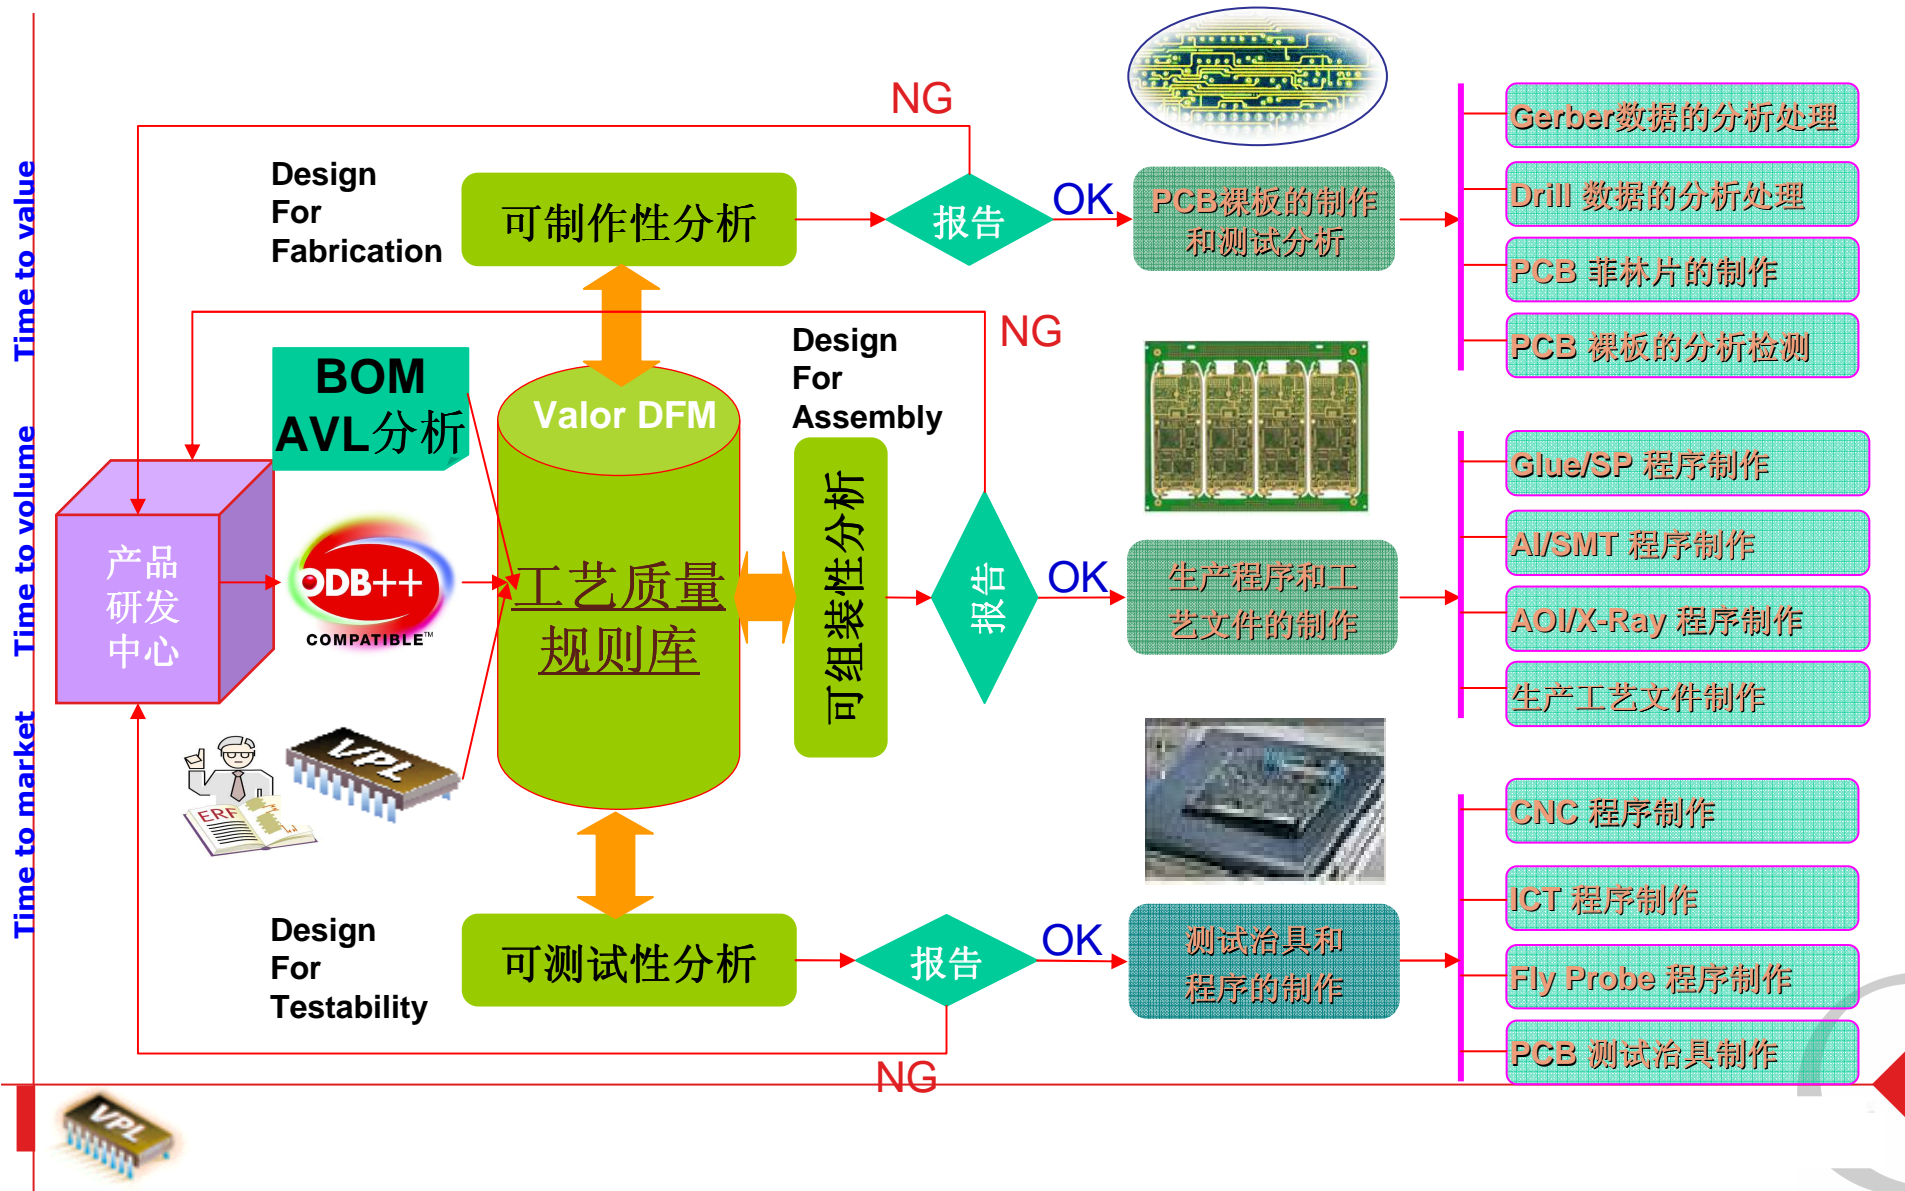 Time to value
Time to volume
Time to market
NG
Design
For
Fabrication
可制作性分析
报告
OK
PCB裸板的制作
和测试分析
Gerber数据的分析处理
Drill 数据的分析处理
PCB 菲林片的制作
PCB 裸板的分析检测
BOM
AVL分析
Valor DFM
工艺质量
规则库
产品
研发
中心
ODB++
COMPATIBLE™
VPL
ERP
NG
Design
For
Assembly
可组装性分析
报告
OK
生产程序和工
艺文件的制作
Glue/SP 程序制作
AI/SMT 程序制作
AOI/X-Ray 程序制作
生产工艺文件制作
Design
For
Testability
可测试性分析
报告
OK
NG
测试治具和
程序的制作
CNC 程序制作
ICT 程序制作
Fly Probe 程序制作
PCB 测试治具制作
VPL